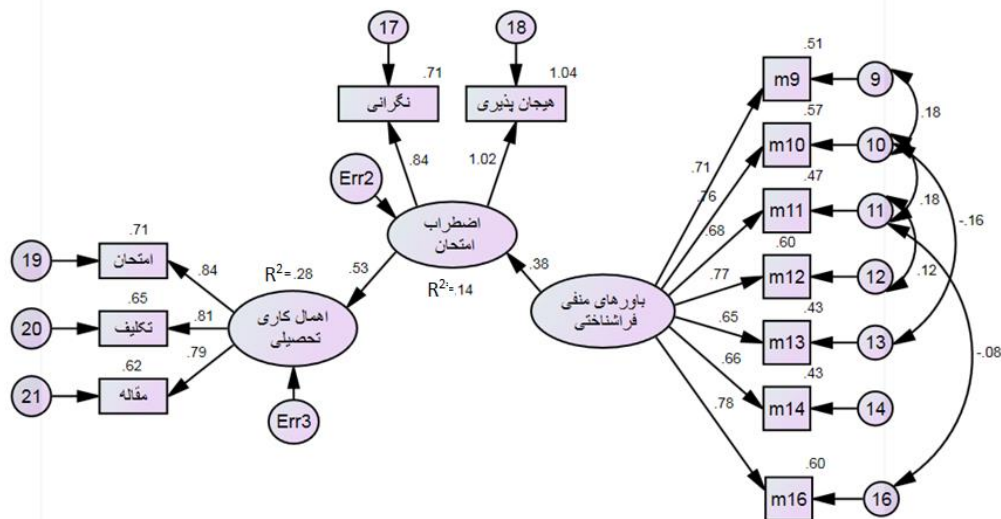 17
18
.71
1.04
نگرانی
هیجان پذیری
.84
1.02
Err2
اضطراب
امتحان
R²=.14
.53
.38
19
.71
امتحان
.84
20
.65
تکلیف
.81
21
.62
مقاله
.79
R²=.28
اهمال کاری
تحصیلی
Err3
باورهای منفی
فراشناختی
.51
m9
9
.71
.18
.57
m10
10
.76
.47
m11
11
.68
.18
-.16
.60
m12
12
.77
.12
.43
m13
13
.65
-.08
.43
m14
14
.66
.60
m16
16
.78